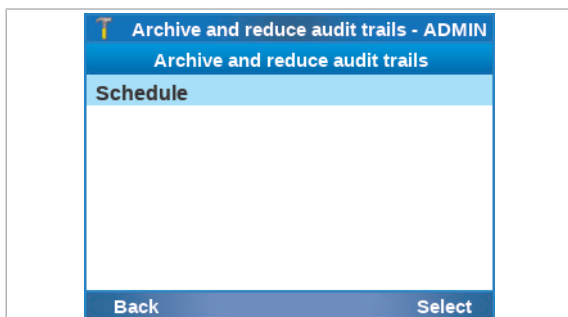 Archive and reduce audit trails - ADMIN
Archive and reduce audit trails
Schedule
Back Select